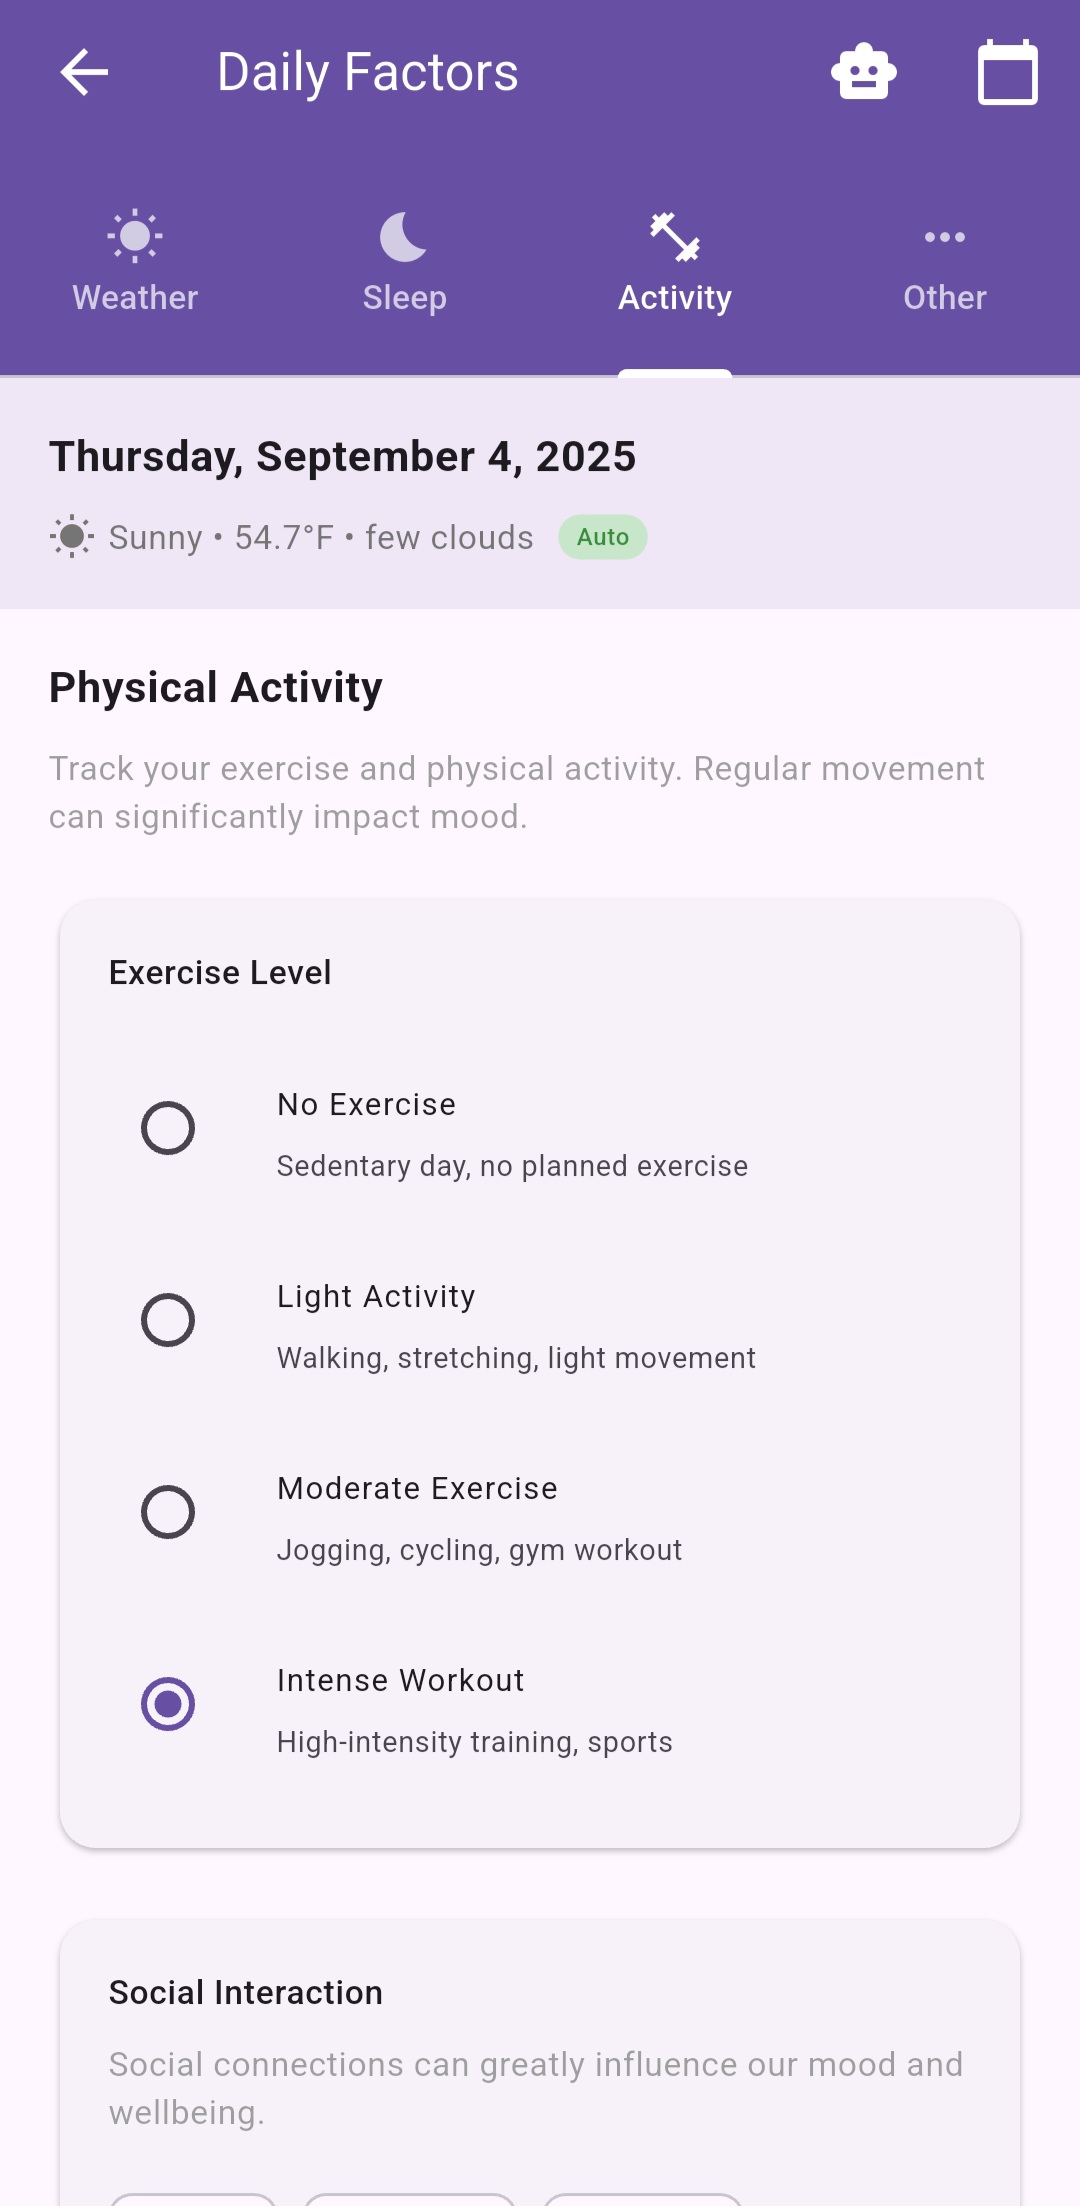 Daily Factors
Weather
Sleep
Activity
Other
Thursday, September 4, 2025
Sunny • 54.7°F • few clouds Auto
Physical Activity
Track your exercise and physical activity. Regular movement
can significantly impact mood.
Exercise Level
No Exercise
Sedentary day, no planned exercise
Light Activity
Walking, stretching, light movement
Moderate Exercise
Jogging, cycling, gym workout
Intense Workout
High-intensity training, sports
Social Interaction
Social connections can greatly influence our mood and
wellbeing.